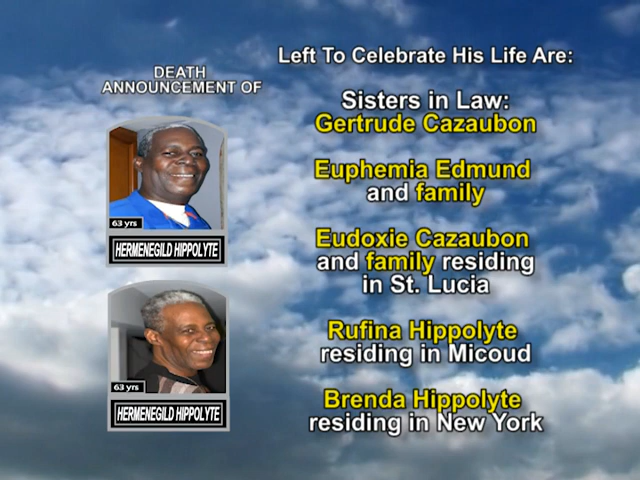 DEATH
ANNOUNCEMENT OF
63 yrs
HERMENEGILD HIPPOLYTE
63 yrs
HERMENEGILD HIPPOLYTE
Left To Celebrate His Life Are:
Sisters in Law:
Gertrude Cazaubon
Euphemia Edmund
and family
Eudoxie Cazaubon
and family residing
in St. Lucia
Rufina Hippolyte
residing in Micoud
Brenda Hippolyte
residing in New York